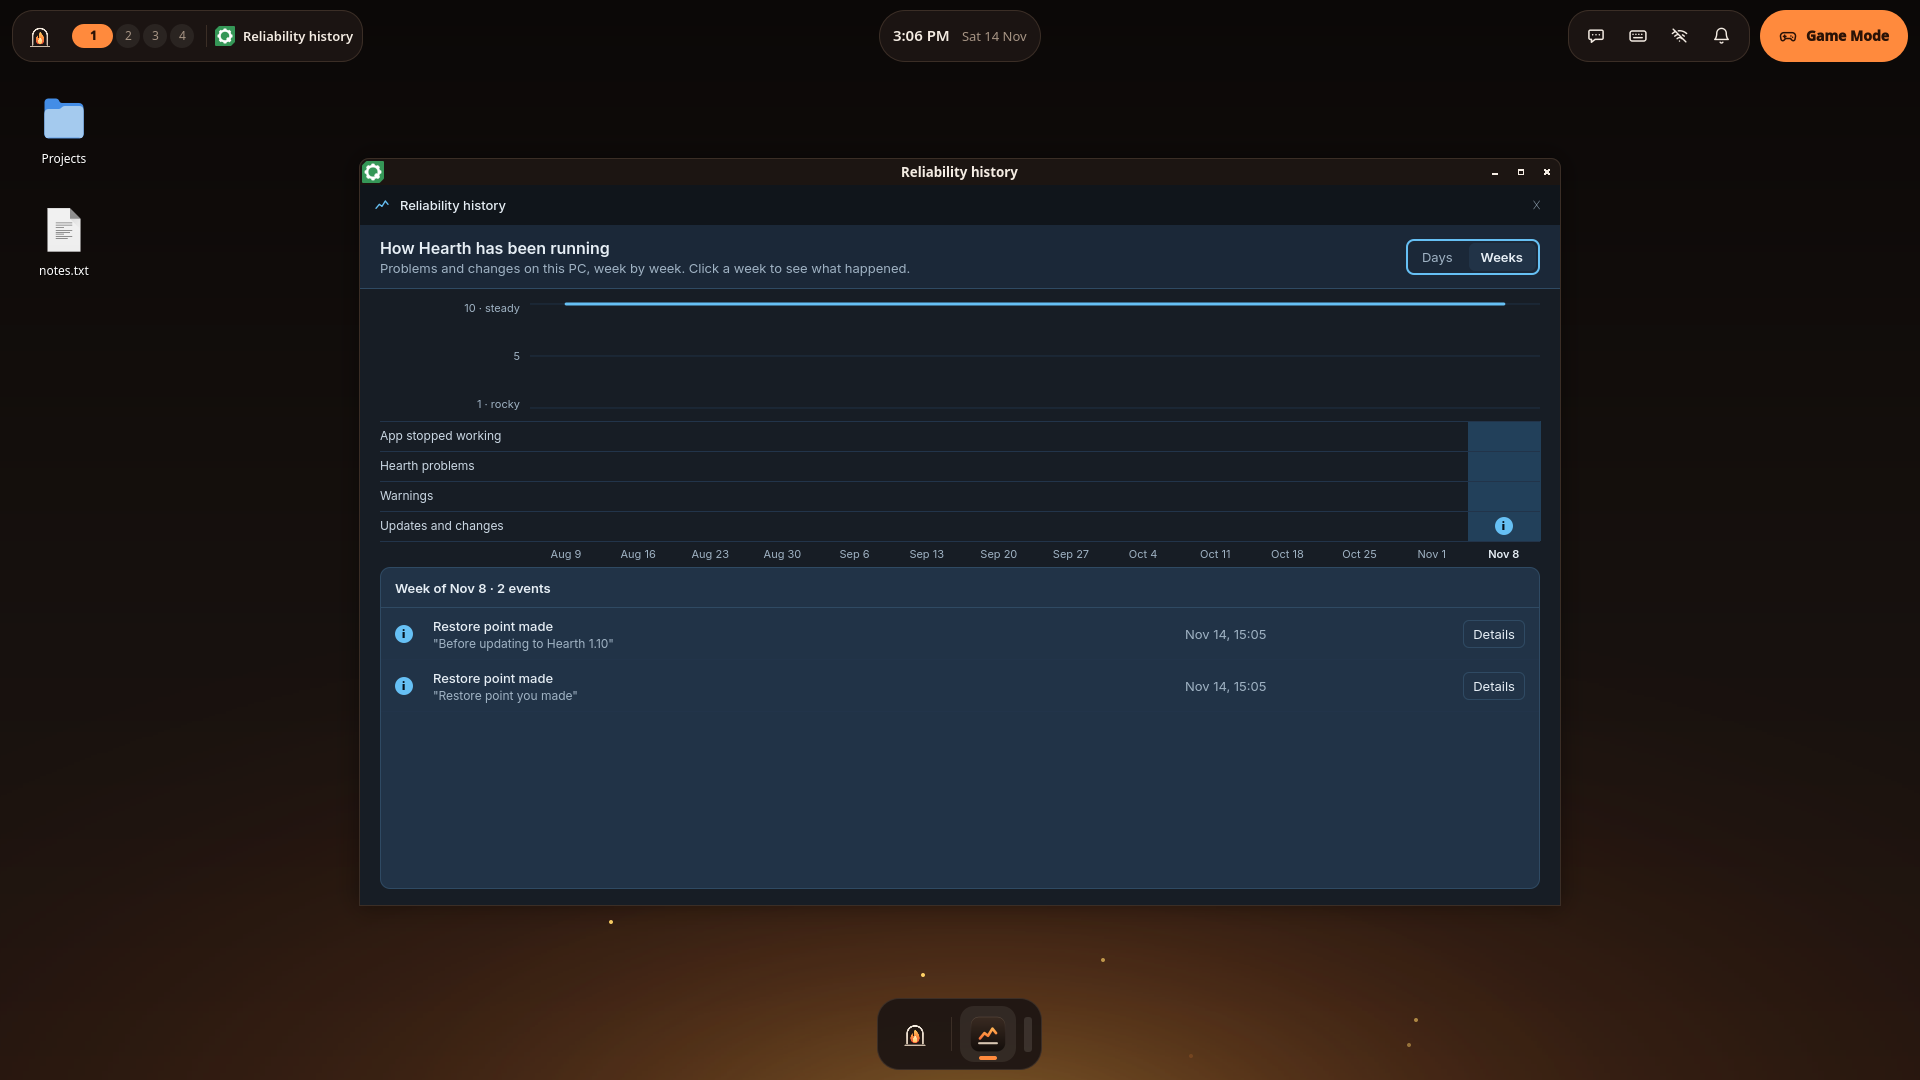 1 2 3 4 Reliability history
3:06 PM Sat 14 Nov
Game Mode
Projects
notes.txt
Reliability history
Reliability history
X
How Hearth has been running
Problems and changes on this PC, week by week. Click a week to see what happened.
Days Weeks
10 · steady
5
1 · rocky
App stopped working
Hearth problems
Warnings
Updates and changes
Aug 9 Aug 16 Aug 23 Aug 30 Sep 6 Sep 13 Sep 20 Sep 27 Oct 4 Oct 11 Oct 18 Oct 25 Nov 1 Nov 8
Week of Nov 8 · 2 events
Restore point made
"Before updating to Hearth 1.10"
Nov 14, 15:05
Details
Restore point made
"Restore point you made"
Nov 14, 15:05
Details